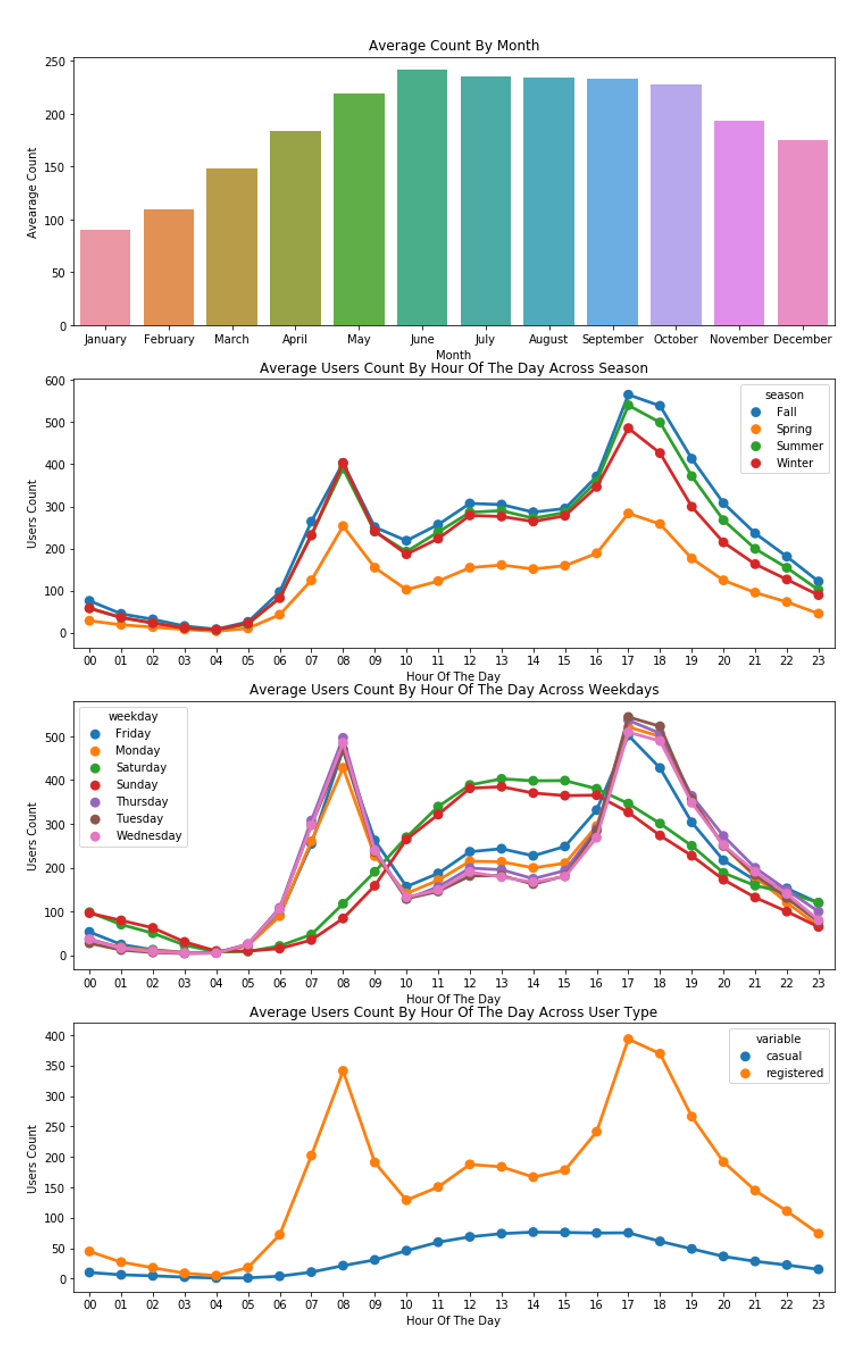 Average Count By Month
250
200
150
100
50
0
Avearage Count
January February March April May June July August September October November December
Month
Average Users Count By Hour Of The Day Across Season
600
500
400
300
200
100
0
Users Count
season
Fall
Spring
Summer
Winter
00 01 02 03 04 05 06 07 08 09 10 11 12 13 14 15 16 17 18 19 20 21 22 23
Hour Of The Day
Average Users Count By Hour Of The Day Across Weekdays
500
400
300
200
100
0
Users Count
weekday
Friday
Monday
Saturday
Sunday
Thursday
Tuesday
Wednesday
00 01 02 03 04 05 06 07 08 09 10 11 12 13 14 15 16 17 18 19 20 21 22 23
Hour Of The Day
Average Users Count By Hour Of The Day Across User Type
400
350
300
250
200
150
100
50
0
Users Count
variable
casual
registered
00 01 02 03 04 05 06 07 08 09 10 11 12 13 14 15 16 17 18 19 20 21 22 23
Hour Of The Day